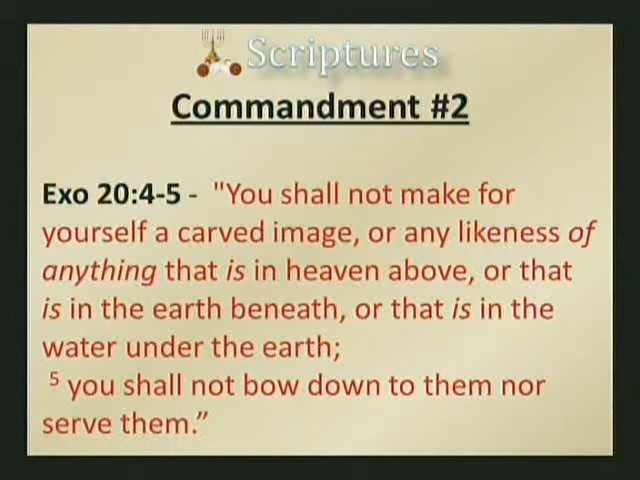 Scriptures
Commandment #2
Exo 20:4-5 - "You shall not make for
yourself a carved image, or any likeness of
anything that is in heaven above, or that
is in the earth beneath, or that is in the
water under the earth;
5 you shall not bow down to them nor
serve them.”